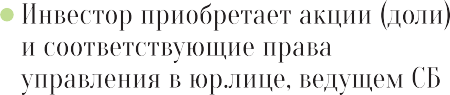 Инвестор приобретает акции (доли)
и соответствующие права
управления в юр.лице, ведущем СБ